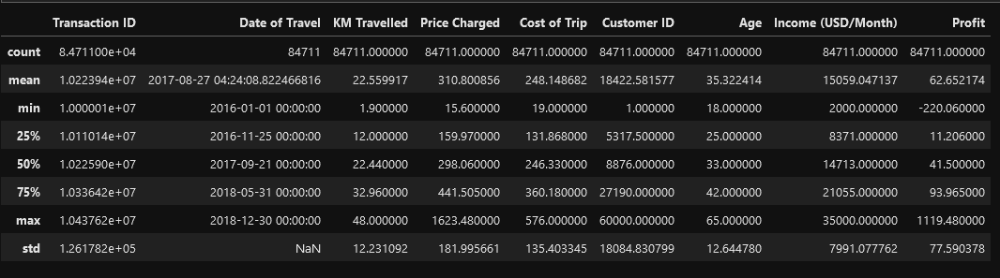 Transaction ID Date of Travel KM Travelled Price Charged Cost of Trip Customer ID Age Income (USD/Month) Profit
count 8.471100e+04 84711 84711.000000 84711.000000 84711.000000 84711.000000 84711.000000 84711.000000 84711.000000
mean 1.022394e+07 2017-08-27 04:24:08.822466816 22.559917 310.800856 248.148682 18422.581577 35.322414 15059.047137 62.652174
min 1.000001e+07 2016-01-01 00:00:00 1.900000 15.600000 19.000000 1.000000 18.000000 2000.000000 -220.060000
25% 1.011014e+07 2016-11-25 00:00:00 12.000000 159.970000 131.868000 5317.500000 25.000000 8371.000000 11.206000
50% 1.022590e+07 2017-09-21 00:00:00 22.440000 298.060000 246.330000 8876.000000 33.000000 14713.000000 41.500000
75% 1.033642e+07 2018-05-31 00:00:00 32.960000 441.505000 360.180000 27190.000000 42.000000 21055.000000 93.965000
max 1.043762e+07 2018-12-30 00:00:00 48.000000 1623.480000 576.000000 60000.000000 65.000000 35000.000000 1119.480000
std 1.261782e+05 NaN 12.231092 181.995661 135.403345 18084.830799 12.644780 7991.077762 77.590378